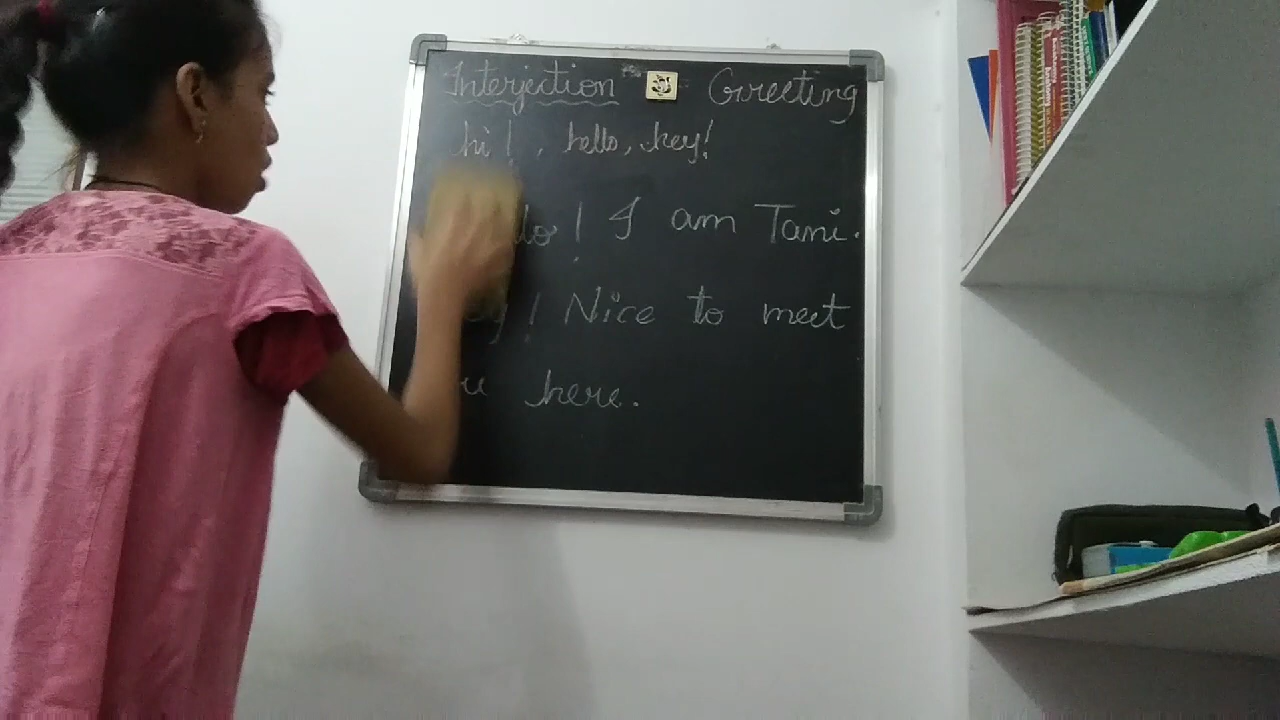 Interjection Greeting
hi!, hello, hey!
! I am Tani.
! Nice to meet
here.